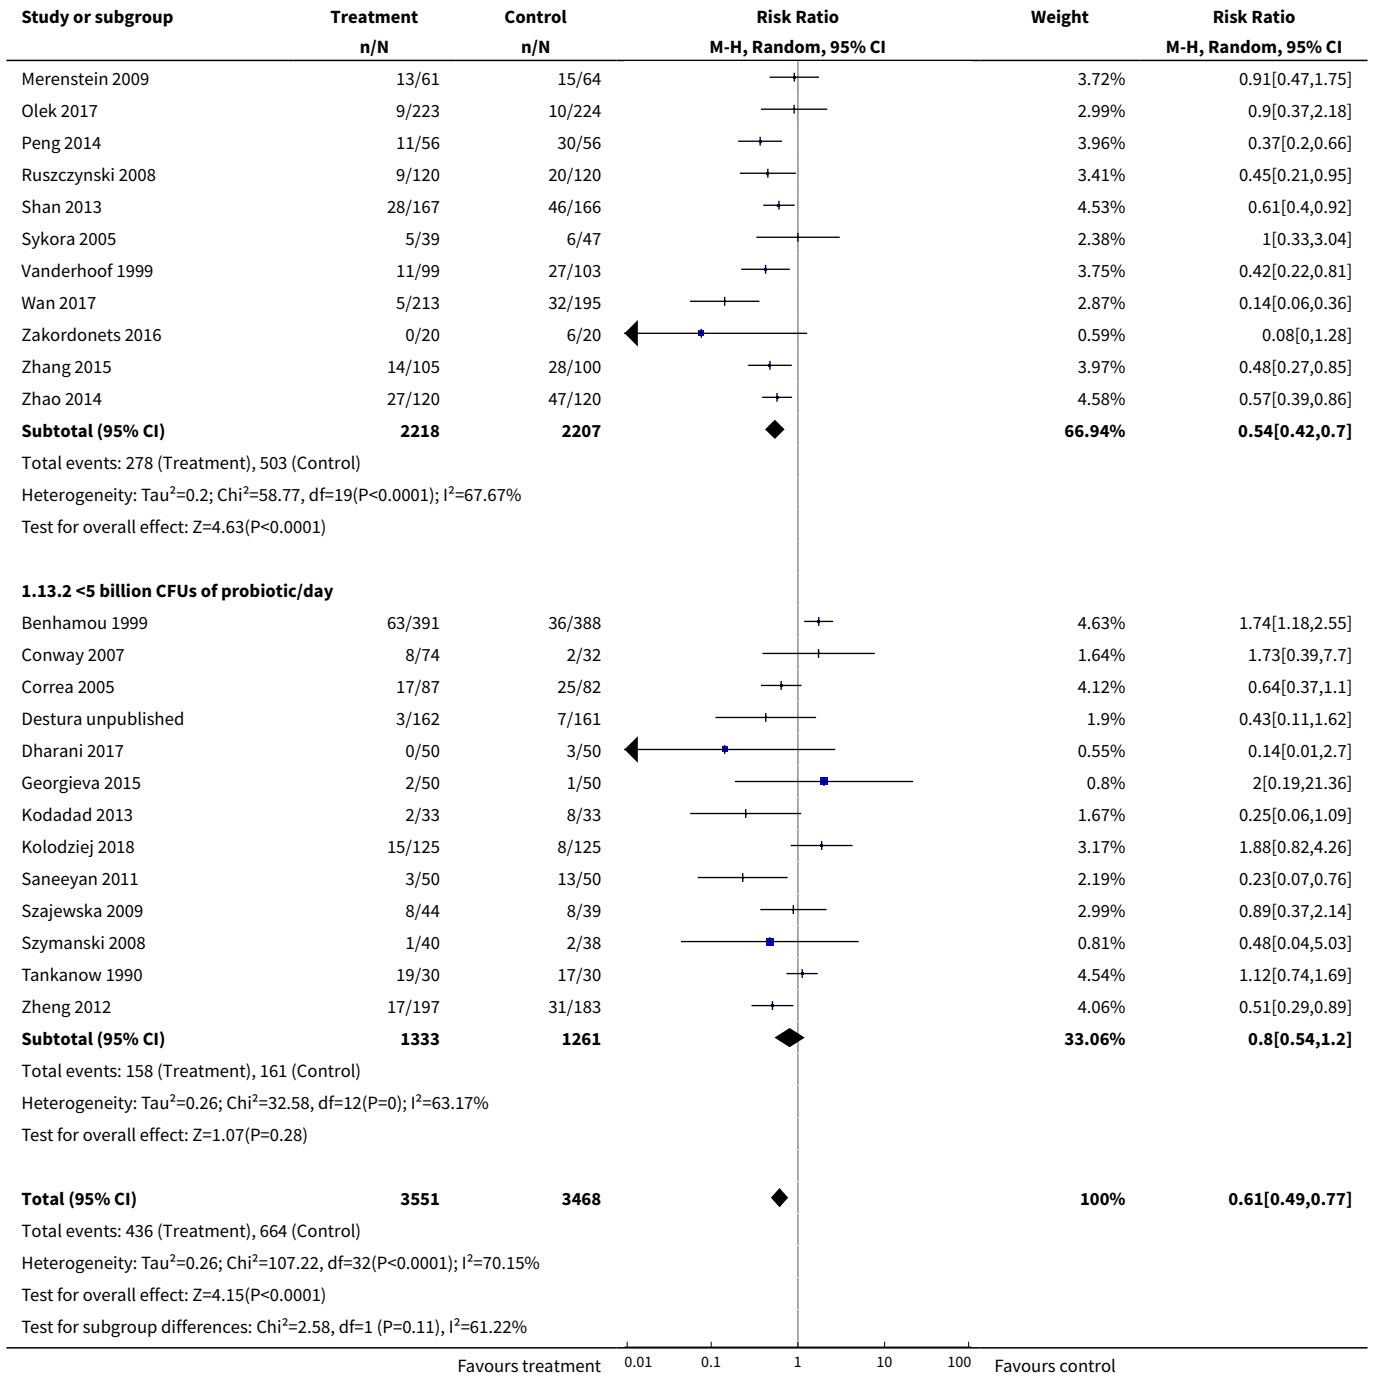 Study or subgroup Treatment Control Risk Ratio Weight Risk Ratio
n/N n/N M-H, Random, 95% CI M-H, Random, 95% CI
Merenstein 2009 13/61 15/64 3.72% 0.91[0.47,1.75]
Olek 2017 9/223 10/224 2.99% 0.9[0.37,2.18]
Peng 2014 11/56 30/56 3.96% 0.37[0.2,0.66]
Ruszczynski 2008 9/120 20/120 3.41% 0.45[0.21,0.95]
Shan 2013 28/167 46/166 4.53% 0.61[0.4,0.92]
Sykora 2005 5/39 6/47 2.38% 1[0.33,3.04]
Vanderhoof 1999 11/99 27/103 3.75% 0.42[0.22,0.81]
Wan 2017 5/213 32/195 2.87% 0.14[0.06,0.36]
Zakordonets 2016 0/20 6/20 0.59% 0.08[0,1.28]
Zhang 2015 14/105 28/100 3.97% 0.48[0.27,0.85]
Zhao 2014 27/120 47/120 4.58% 0.57[0.39,0.86]
Subtotal (95% CI) 2218 2207 66.94% 0.54[0.42,0.7]
Total events: 278 (Treatment), 503 (Control)
Heterogeneity: Tau²=0.2; Chi²=58.77, df=19(P<0.0001); I²=67.67%
Test for overall effect: Z=4.63(P<0.0001)
1.13.2 <5 billion CFUs of probiotic/day
Benhamou 1999 63/391 36/388 4.63% 1.74[1.18,2.55]
Conway 2007 8/74 2/32 1.64% 1.73[0.39,7.7]
Correa 2005 17/87 25/82 4.12% 0.64[0.37,1.1]
Destura unpublished 3/162 7/161 1.9% 0.43[0.11,1.62]
Dharani 2017 0/50 3/50 0.55% 0.14[0.01,2.7]
Georgieva 2015 2/50 1/50 0.8% 2[0.19,21.36]
Kodadad 2013 2/33 8/33 1.67% 0.25[0.06,1.09]
Kolodziej 2018 15/125 8/125 3.17% 1.88[0.82,4.26]
Saneeyan 2011 3/50 13/50 2.19% 0.23[0.07,0.76]
Szajewska 2009 8/44 8/39 2.99% 0.89[0.37,2.14]
Szymanski 2008 1/40 2/38 0.81% 0.48[0.04,5.03]
Tankanow 1990 19/30 17/30 4.54% 1.12[0.74,1.69]
Zheng 2012 17/197 31/183 4.06% 0.51[0.29,0.89]
Subtotal (95% CI) 1333 1261 33.06% 0.8[0.54,1.2]
Total events: 158 (Treatment), 161 (Control)
Heterogeneity: Tau²=0.26; Chi²=32.58, df=12(P=0); I²=63.17%
Test for overall effect: Z=1.07(P=0.28)
Total (95% CI) 3551 3468 100% 0.61[0.49,0.77]
Total events: 436 (Treatment), 664 (Control)
Heterogeneity: Tau²=0.26; Chi²=107.22, df=32(P<0.0001); I²=70.15%
Test for overall effect: Z=4.15(P<0.0001)
Test for subgroup differences: Chi²=2.58, df=1 (P=0.11), I²=61.22%
Favours treatment 0.01 0.1 1 10 100 Favours control